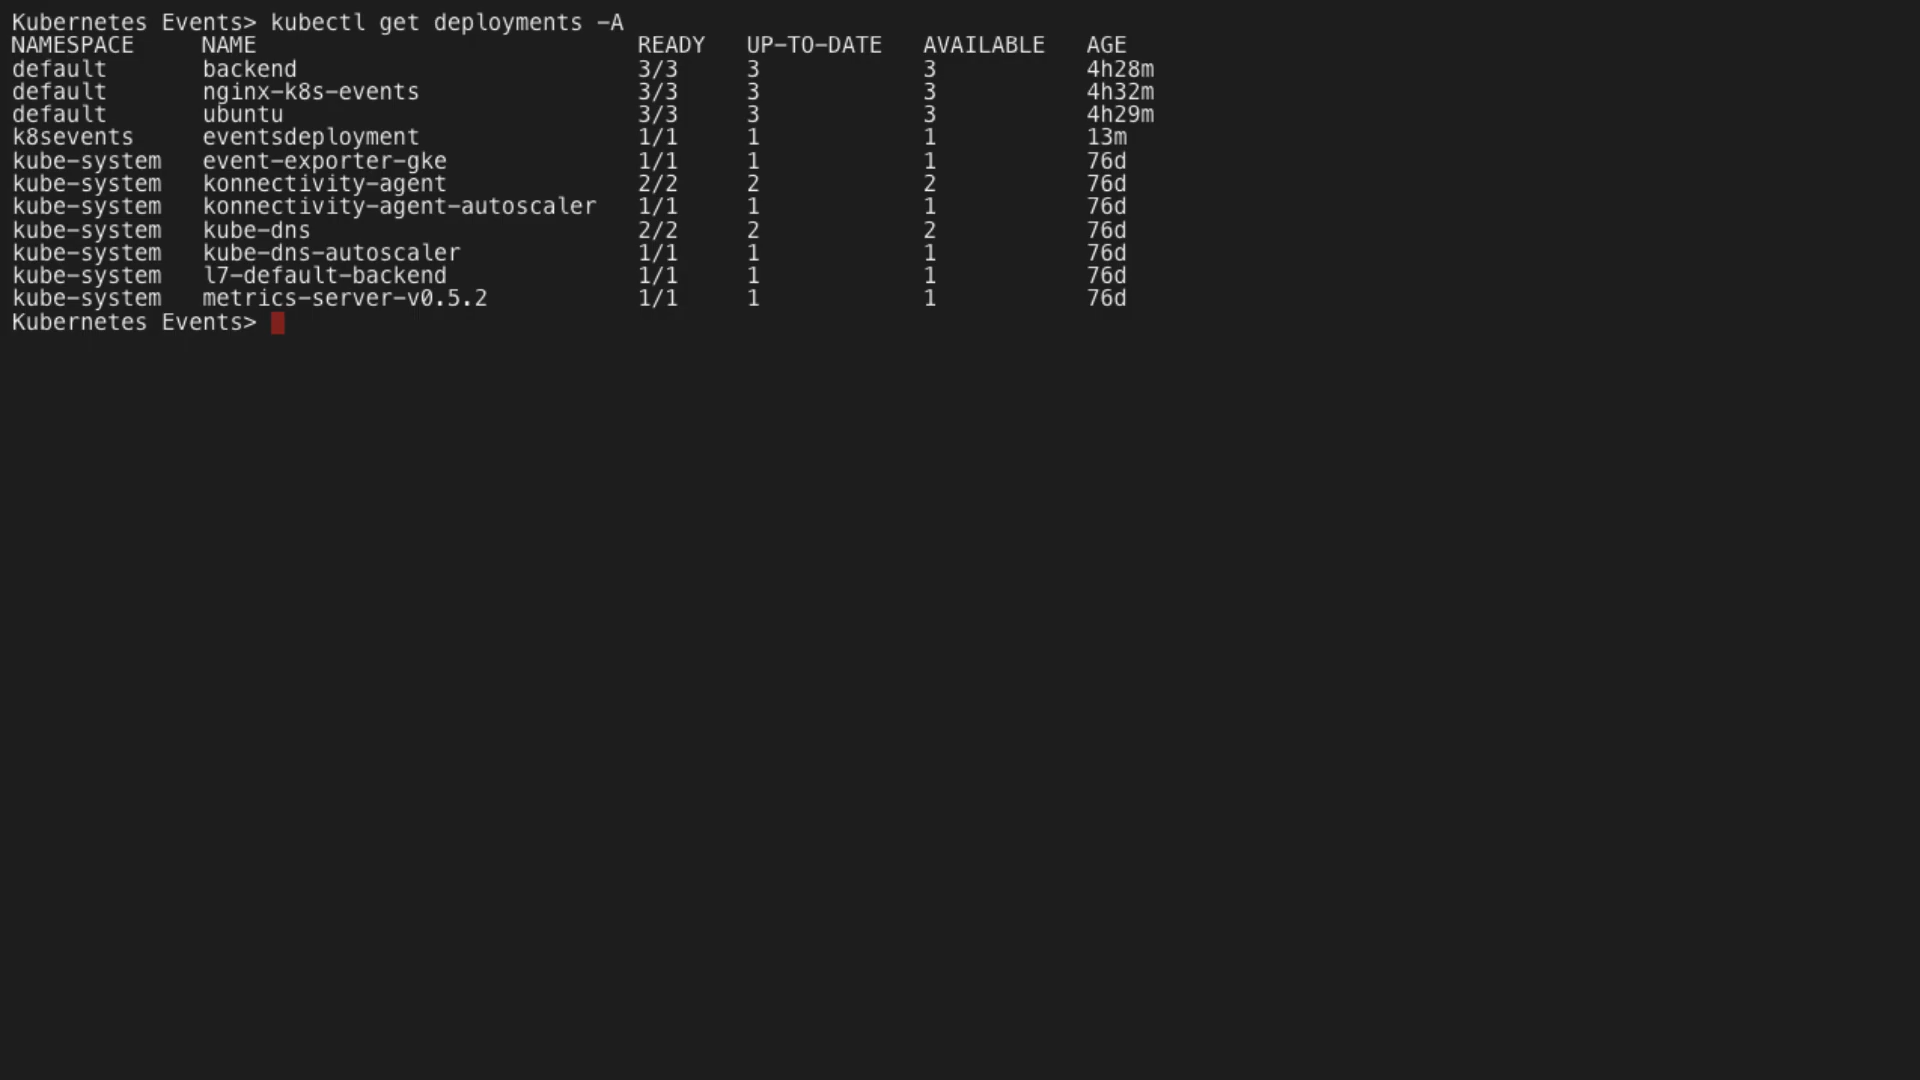 Kubernetes Events> kubectl get deployments -A
NAMESPACE     NAME                            READY   UP-TO-DATE   AVAILABLE   AGE
default       backend                         3/3     3            3           4h28m
default       nginx-k8s-events                3/3     3            3           4h32m
default       ubuntu                          3/3     3            3           4h29m
k8sevents     eventsdeployment                1/1     1            1           13m
kube-system   event-exporter-gke              1/1     1            1           76d
kube-system   konnectivity-agent              2/2     2            2           76d
kube-system   konnectivity-agent-autoscaler   1/1     1            1           76d
kube-system   kube-dns                        2/2     2            2           76d
kube-system   kube-dns-autoscaler             1/1     1            1           76d
kube-system   l7-default-backend              1/1     1            1           76d
kube-system   metrics-server-v0.5.2           1/1     1            1           76d
Kubernetes Events>